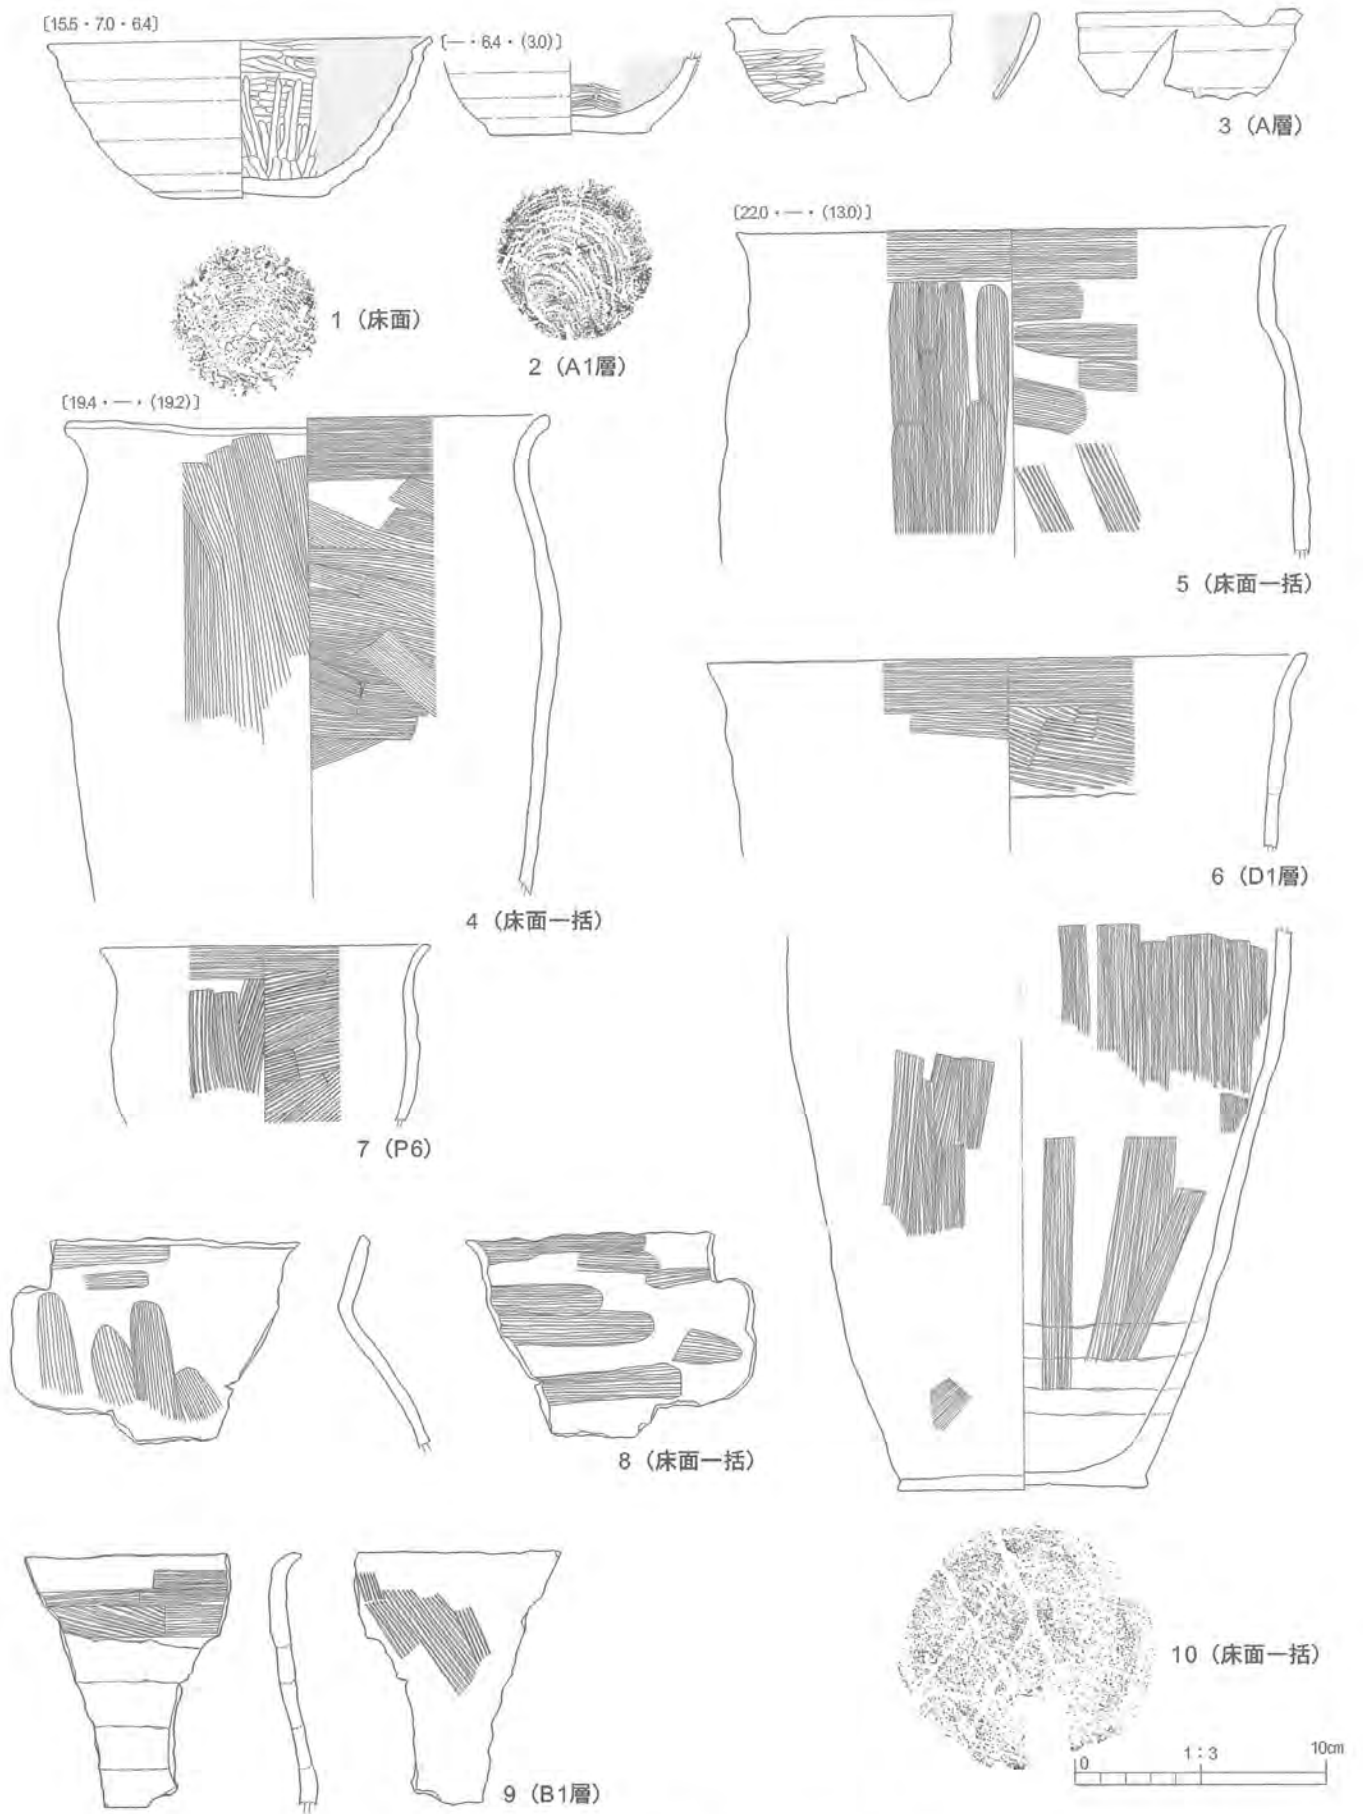 〔15.5・7.0・6.4〕
〔―・6.4・(3.0)〕
3（A層）
1（床面）
2（A1層）
〔22.0・―・(13.0)〕
〔19.4・―・(19.2)〕
5（床面一括）
4（床面一括）
6（D1層）
7（P6）
8（床面一括）
10（床面一括）
9（B1層）
0 1：3 10cm